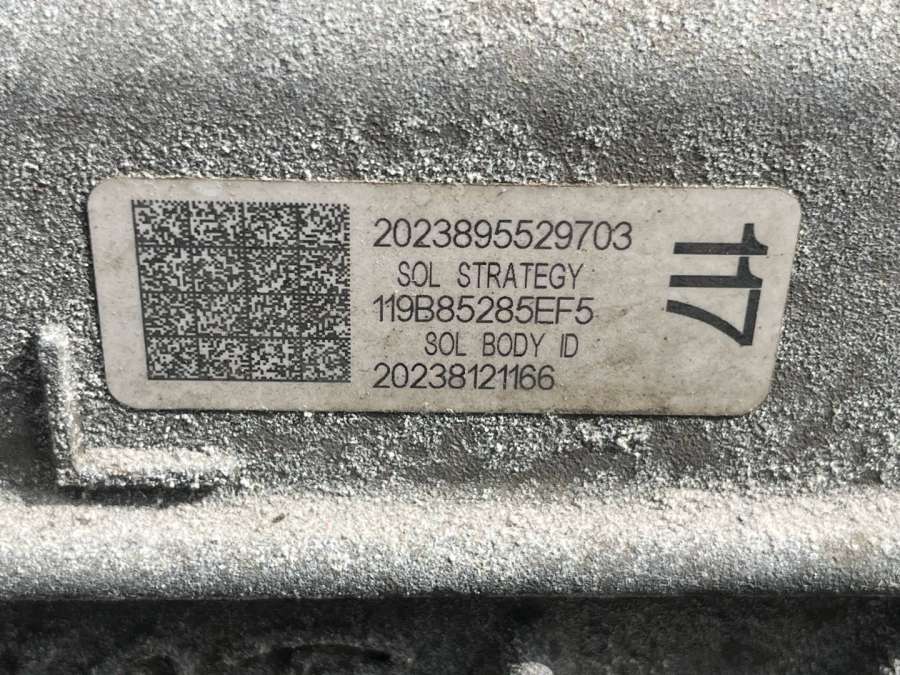 2023895529703
SOL STRATEGY
119B85285EF5
SOL BODY ID
20238121166
117